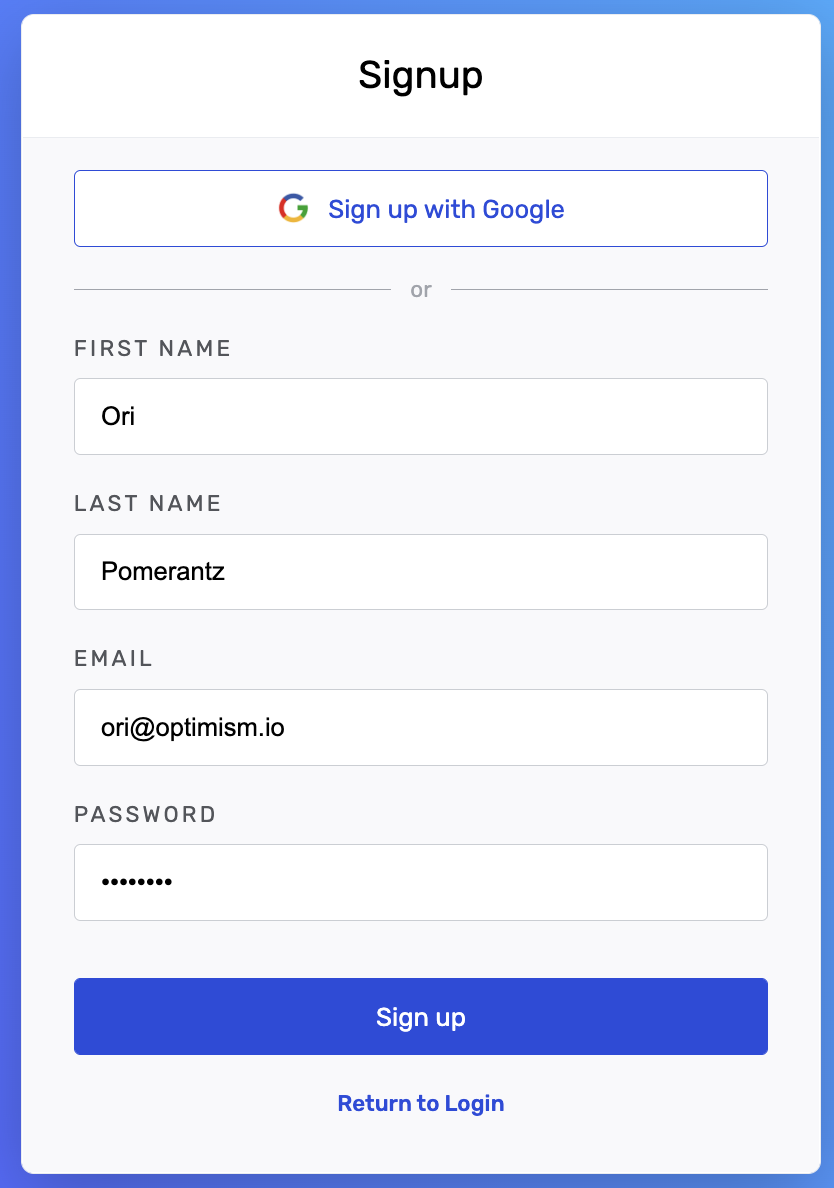 Signup
Sign up with Google
or
FIRST NAME
Ori
LAST NAME
Pomerantz
EMAIL
ori@optimism.io
PASSWORD
••••••••
Sign up
Return to Login